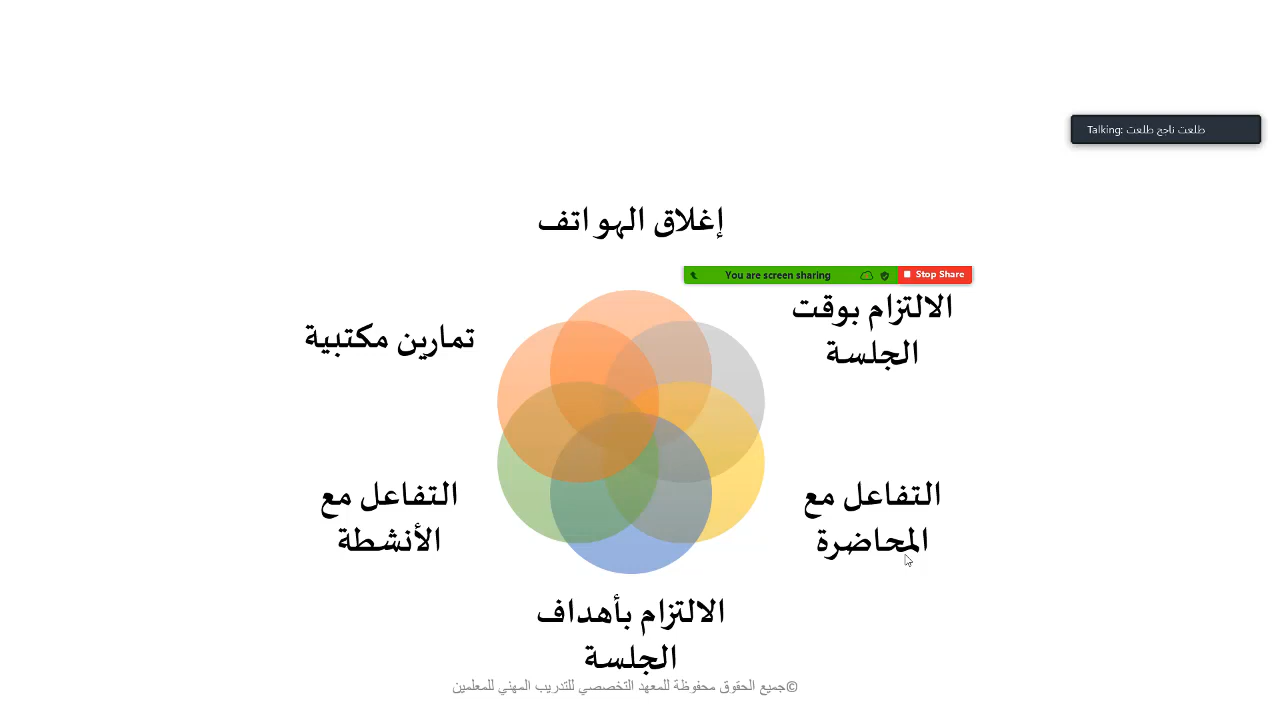 Talking: طلعت ناجح طلعت
إغلاق الهواتف
You are screen sharing
Stop Share
الالتزام بوقت
الجلسة
تمارين مكتبية
التفاعل مع
المحاضرة
التفاعل مع
الأنشطة
الالتزام بأهداف
الجلسة
©جميع الحقوق محفوظة للمعهد التخصصي للتدريب المهني للمعلمين